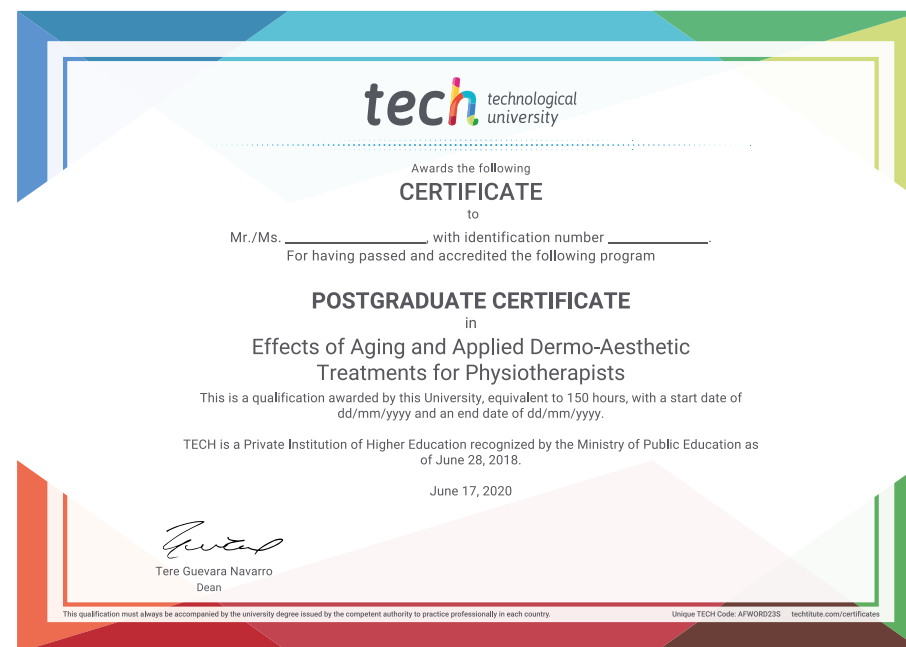 tech technological
university
Awards the following
CERTIFICATE
to
Mr./Ms. ____________________, with identification number ______________.
For having passed and accredited the following program
POSTGRADUATE CERTIFICATE
in
Effects of Aging and Applied Dermo-Aesthetic
Treatments for Physiotherapists
This is a qualification awarded by this University, equivalent to 150 hours, with a start date of
dd/mm/yyyy and an end date of dd/mm/yyyy.
TECH is a Private Institution of Higher Education recognized by the Ministry of Public Education as
of June 28, 2018.
June 17, 2020
Tere Guevara Navarro
Dean
This qualification must always be accompanied by the university degree issued by the competent authority to practice professionally in each country.
Unique TECH Code: AFWORD23S techtitute.com/certificates